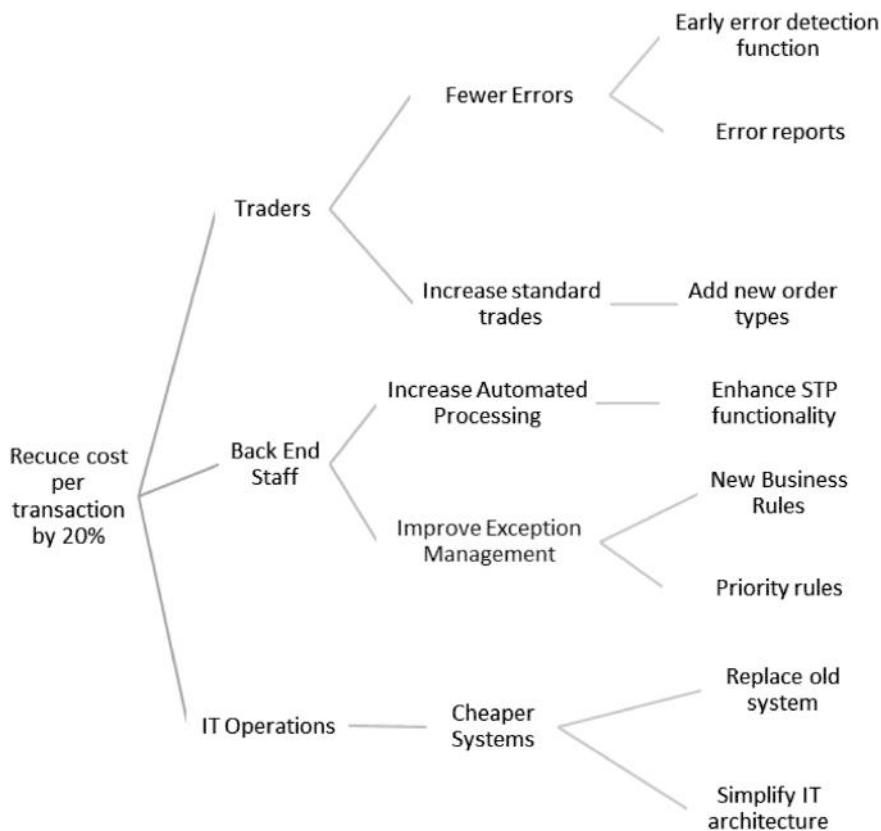 Early error detection
function
Fewer Errors
Error reports
Traders
Increase standard
trades
Add new order
types
Increase Automated
Processing
Enhance STP
functionality
Recuce cost
per
transaction
by 20%
Back End
Staff
New Business
Rules
Improve Exception
Management
Priority rules
Replace old
system
IT Operations
Cheaper
Systems
Simplify IT
architecture